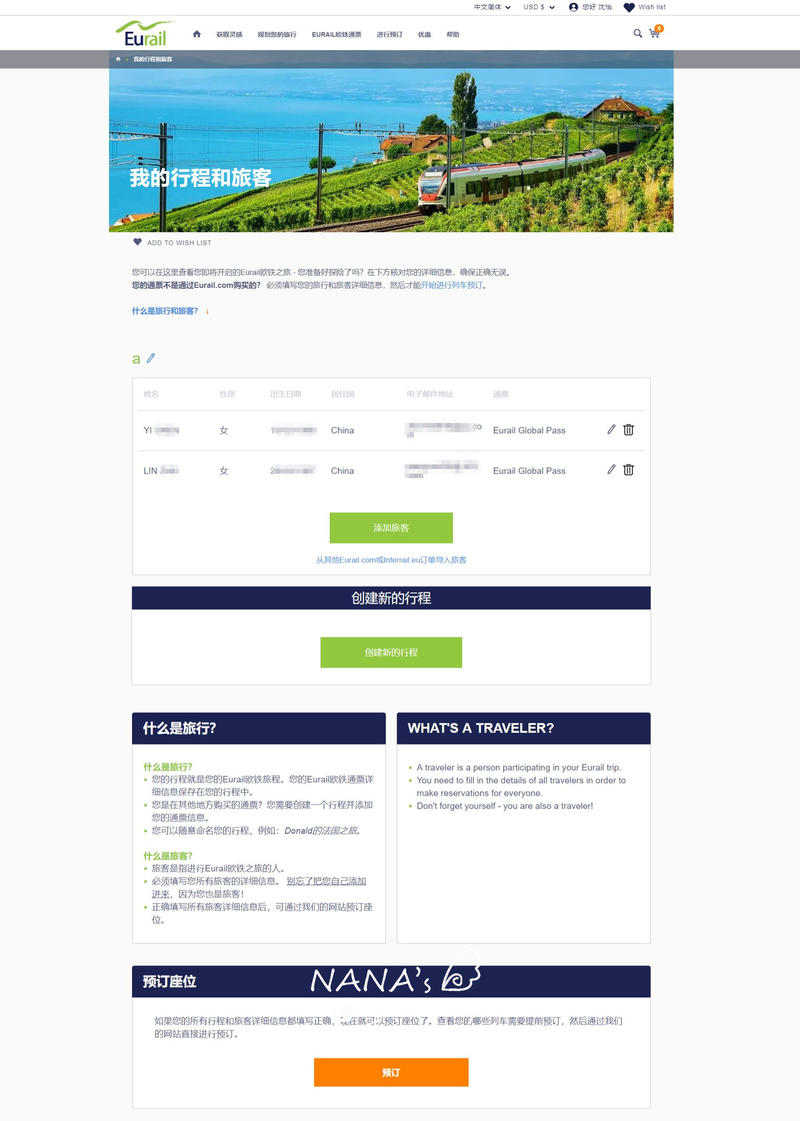 中文简体 USD $ 您好 沈怡 Wish list
Eurail 获取灵感 规划您的旅行 EURAIL欧铁通票 进行预订 优惠 帮助 0
我的行程和旅客
我的行程和旅客
ADD TO WISH LIST
您可以在这里查看您即将开启的Eurail欧铁之旅 - 您准备好探险了吗？在下方核对您的详细信息，确保正确无误。
您的通票不是通过Eurail.com购买的？ 必须填写您的旅行和旅客详细信息，然后才能开始进行列车预订。
什么是旅行和旅客？ ↓
a
姓名 性别 出生日期 居住国 电子邮件地址 通票
YI 女 China Eurail Global Pass
LIN 女 China Eurail Global Pass
添加旅客
从其他Eurail.com或Interrail.eu订单导入旅客
创建新的行程
创建新的行程
什么是旅行？
什么是旅行？
您的行程就是您的Eurail欧铁旅程。您的Eurail欧铁通票详
细信息保存在您的行程中。
您是在其他地方购买的通票？您需要创建一个行程并添加
您的通票信息。
您可以随意命名您的行程，例如：Donald的法国之旅。
什么是旅客？
旅客是指进行Eurail欧铁之旅的人。
必须填写您所有旅客的详细信息。 别忘了把您自己添加
进来，因为您也是旅客！
正确填写所有旅客详细信息后，可通过我们的网站预订座
位。
WHAT'S A TRAVELER?
A traveler is a person participating in your Eurail trip.
You need to fill in the details of all travelers in order to
make reservations for everyone.
Don't forget yourself - you are also a traveler!
预订座位
NANA's
如果您的所有行程和旅客详细信息都填写正确，现在就可以预订座位了。查看您的哪些列车需要提前预订，然后通过我们
的网站直接进行预订。
预订